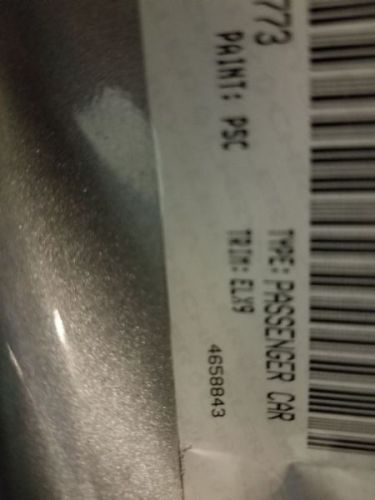 773
TYPE: PASSENGER CAR
PAINT: PSC
TRIM: ELX9
4658843